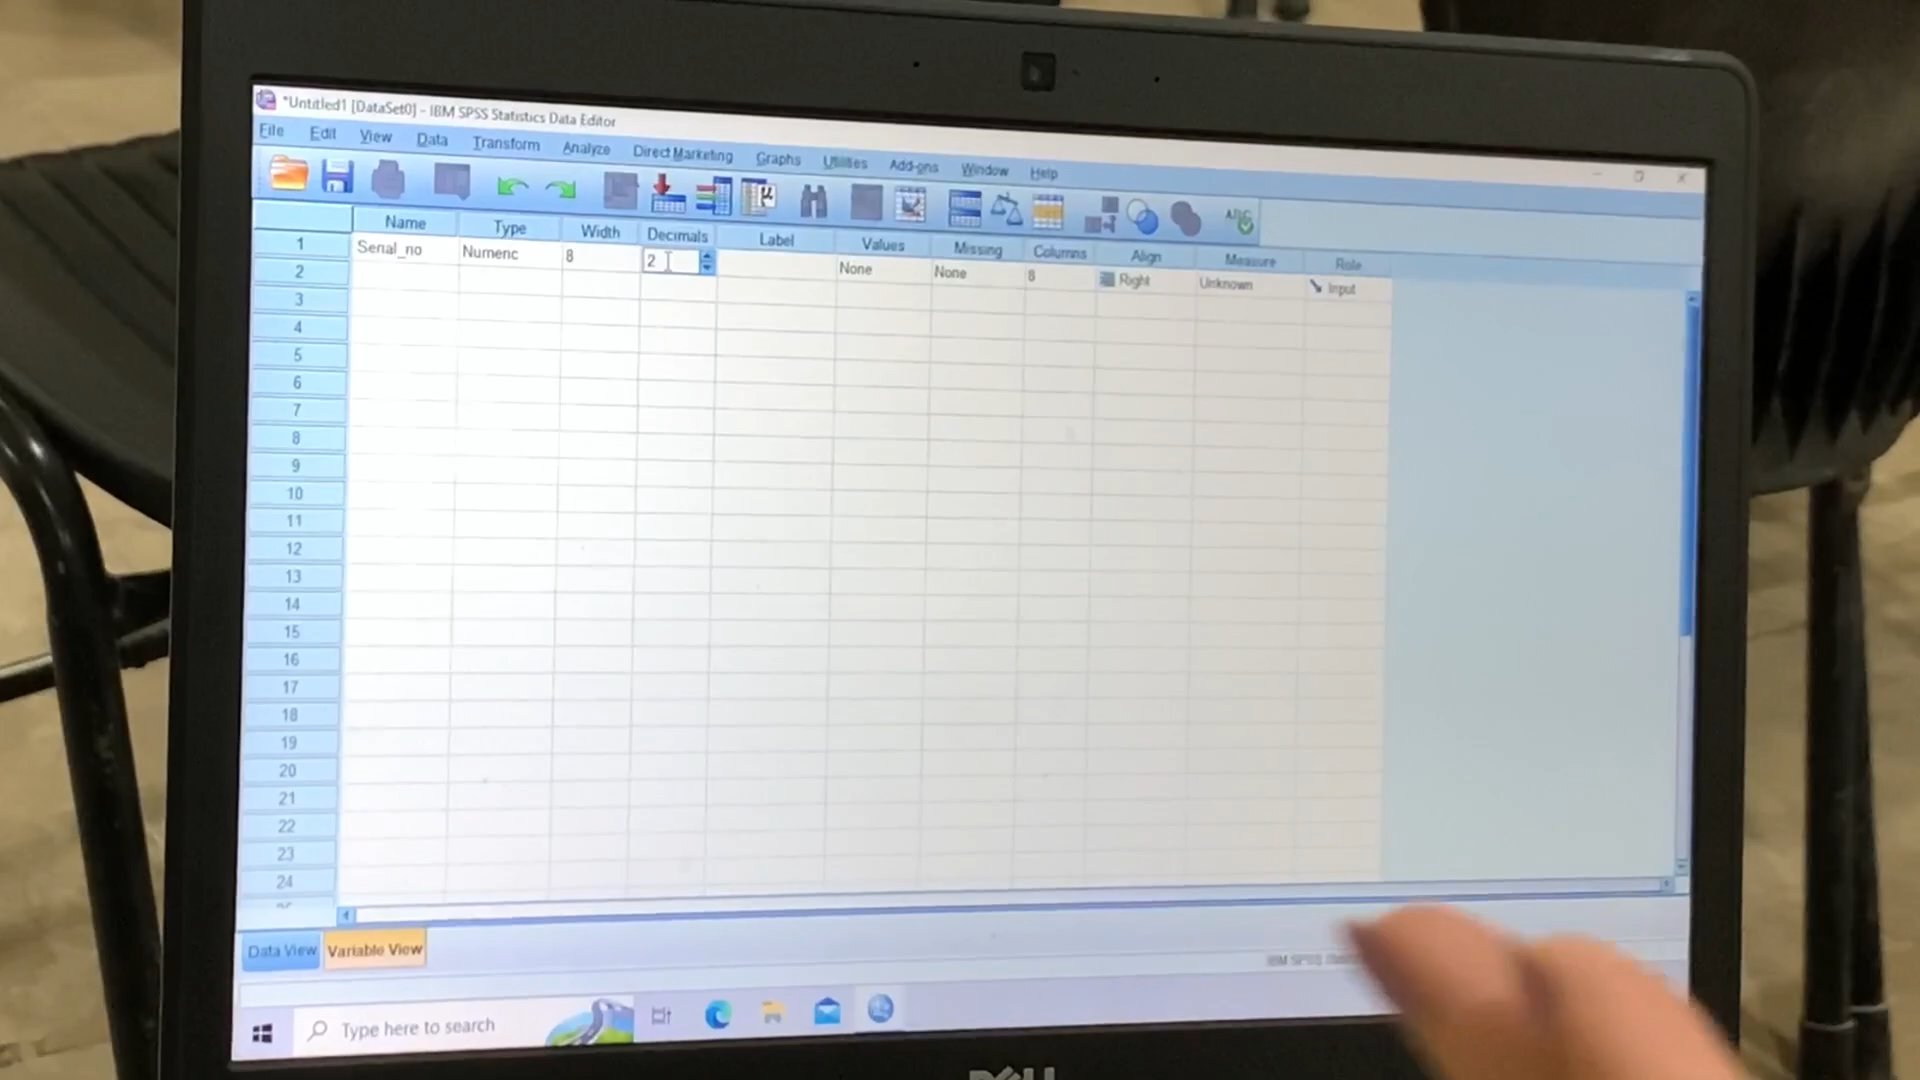 *Untitled1 [DataSet0] - IBM SPSS Statistics Data Editor
File Edit View Data Transform Analyze Direct Marketing Graphs Utilities Add-ons Window Help
Name Type Width Decimals Label Values Missing Columns Align Measure Role
1 Serial_no Numeric 8 2 None None 8 Right Unknown Input
2
3
4
5
6
7
8
9
10
11
12
13
14
15
16
17
18
19
20
21
22
23
24
Data View Variable View
IBM SPSS
Type here to search
DELL